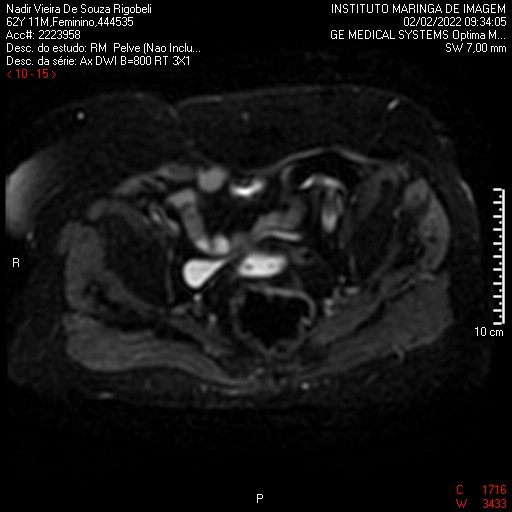 Nadir Vieira De Souza Rigobeli
62Y 11M,Feminino,444535
Acc#: 2223958
Desc. do estudo: RM Pelve (Nao Inclu...
Desc. da série: Ax DWI B=800 RT 3X1
< 10 - 15 >
INSTITUTO MARINGA DE IMAGEM
02/02/2022 09:34:05
GE MEDICAL SYSTEMS Optima M...
SW 7,00 mm
R
10 cm
P
C 1716
W 3433